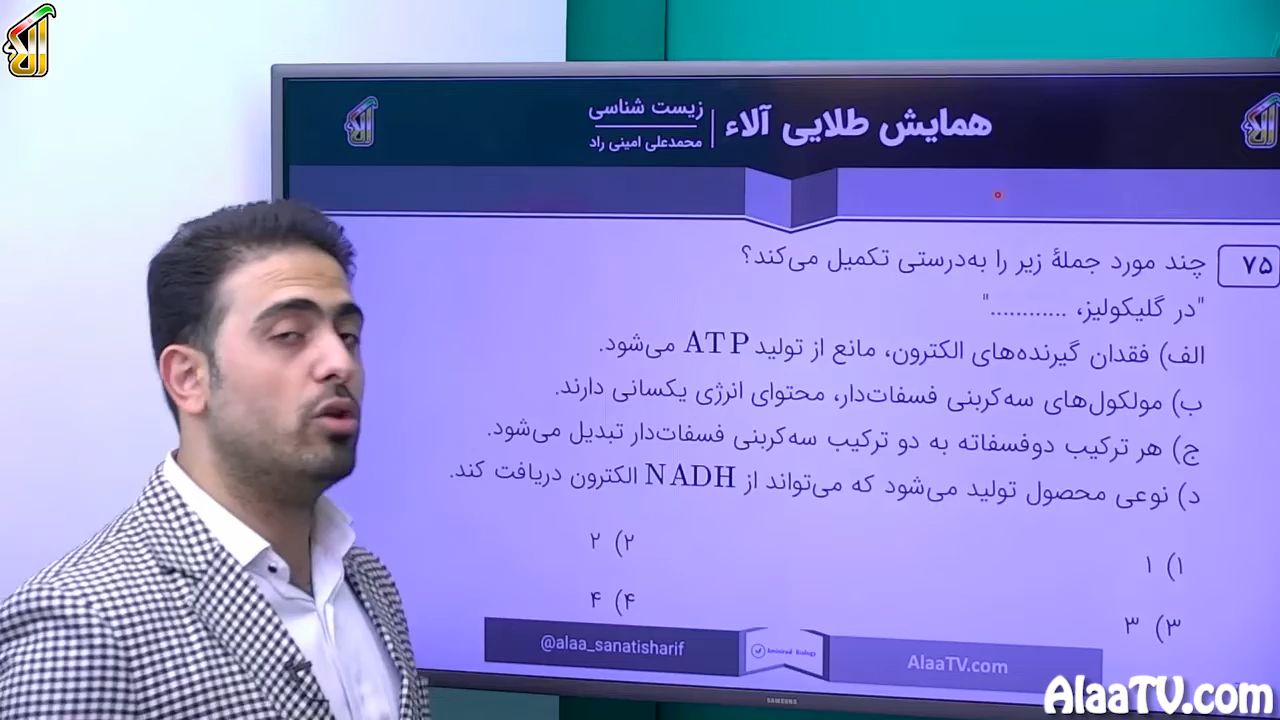 همایش طلایی آلاء
زیست شناسی
محمدعلی امینی راد
۷۵
چند مورد جملهٔ زیر را به‌درستی تکمیل می‌کند؟
"در گلیکولیز، ............"
الف) فقدان گیرنده‌های الکترون، مانع از تولید ATP می‌شود.
ب) مولکول‌های سه‌کربنی فسفات‌دار، محتوای انرژی یکسانی دارند.
ج) هر ترکیب دوفسفاته به دو ترکیب سه‌کربنی فسفات‌دار تبدیل می‌شود.
د) نوعی محصول تولید می‌شود که می‌تواند از NADH الکترون دریافت کند.
۱) ۱
۲) ۲
۳) ۳
۴) ۴
@alaa_sanatisharif
Aminirad Biology
AlaaTV.com
SAMSUNG
AlaaTV.com